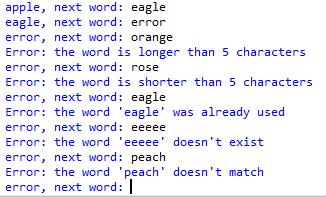 apple, next word: eagle
eagle, next word: error
error, next word: orange
Error: the word is longer than 5 characters
error, next word: rose
Error: the word is shorter than 5 characters
error, next word: eagle
Error: the word 'eagle' was already used
error, next word: eeeee
Error: the word 'eeeee' doesn't exist
error, next word: peach
Error: the word 'peach' doesn't match
error, next word: